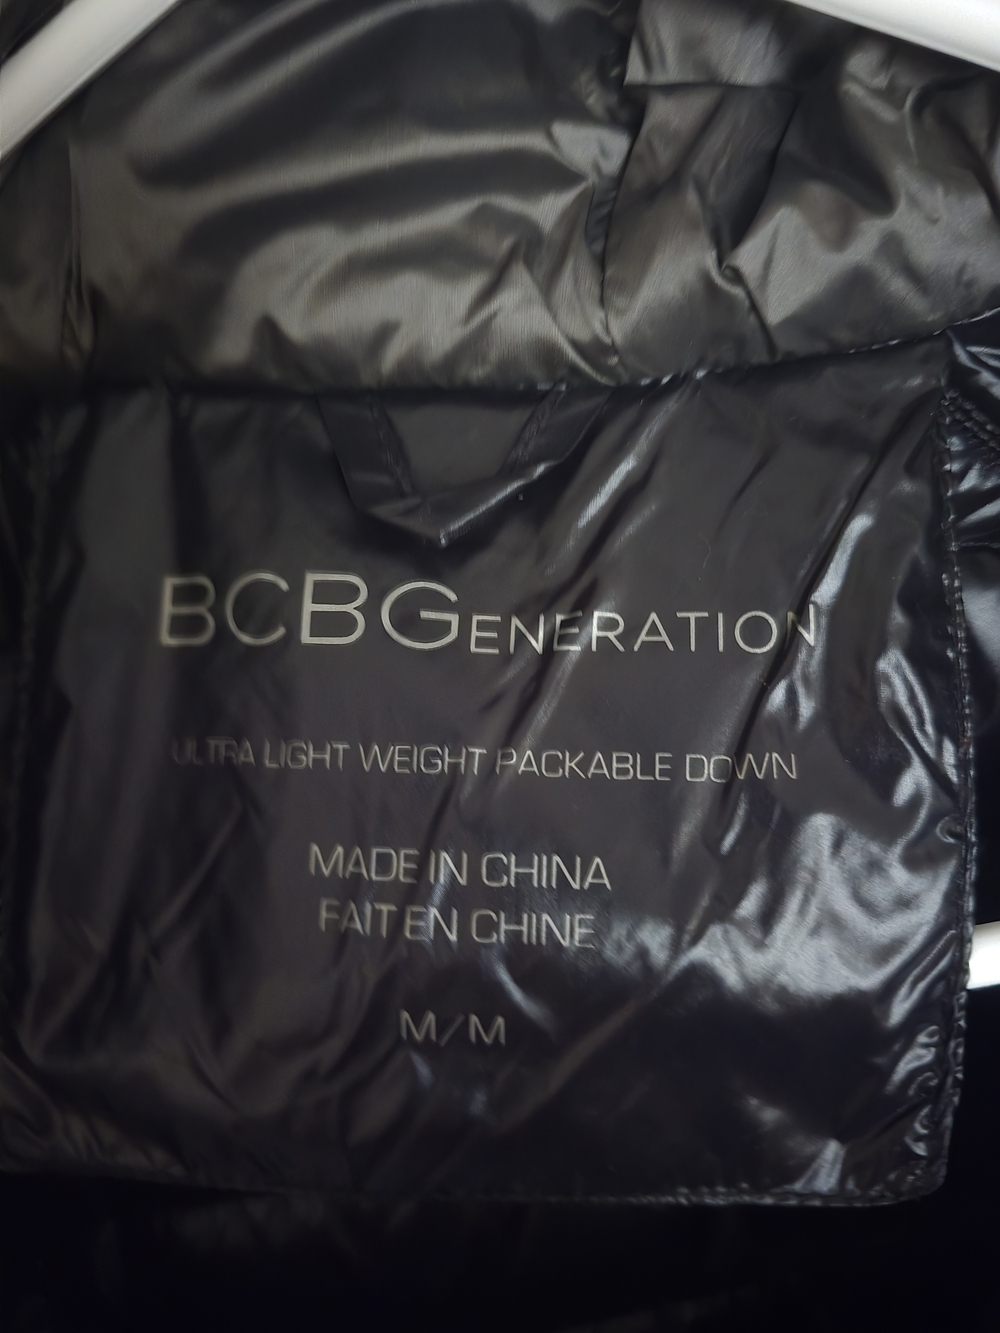 BCBGENERATION
ULTRA LIGHT WEIGHT PACKABLE DOWN
MADE IN CHINA
FAIT EN CHINE
M/M